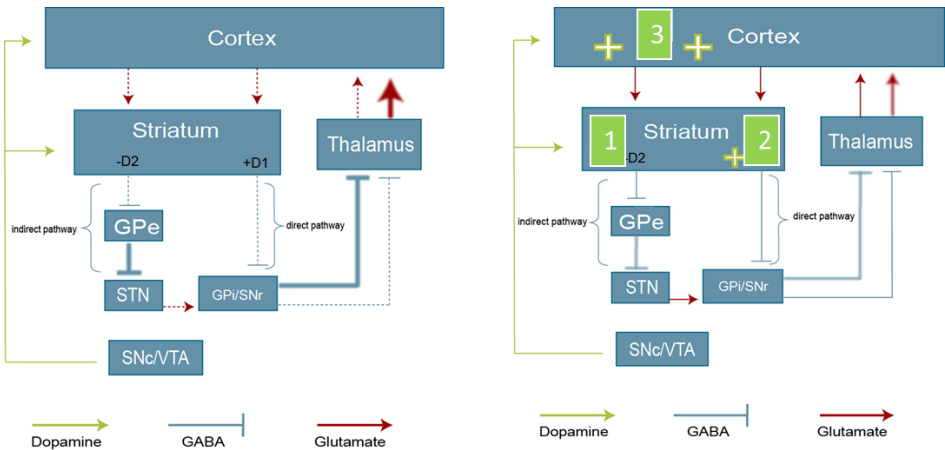 Cortex
Striatum
-D2
+D1
Thalamus
indirect pathway
GPe
direct pathway
STN
GPi/SNr
SNc/VTA
Dopamine
GABA
Glutamate
3
Cortex
1
Striatum
2
-D2
Thalamus
indirect pathway
GPe
direct pathway
STN
GPi/SNr
SNc/VTA
Dopamine
GABA
Glutamate